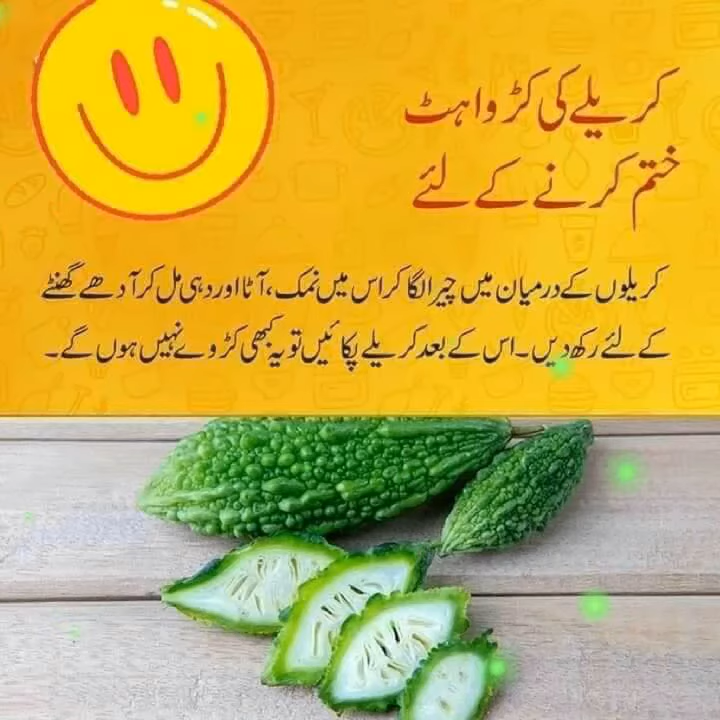 کریلے کی کڑواہٹ
ختم کرنے کے لئے
کریلوں کے درمیان میں چیرا لگا کر اس میں نمک، آٹا اور دہی مل کر آدھے گھنٹے
کے لئے رکھ دیں۔ اس کے بعد کریلے پکائیں تو یہ کبھی کڑوے نہیں ہوں گے۔